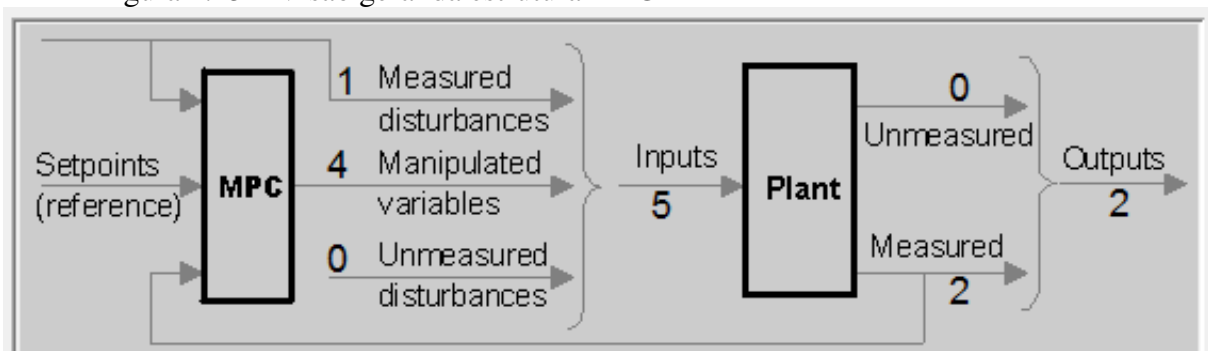 1 Measured
disturbances
Setpoints
(reference)
MPC
4 Manipulated
variables
0 Unmeasured
disturbances
Inputs
5
Plant
0
Unmeasured
Measured
2
Outputs
2